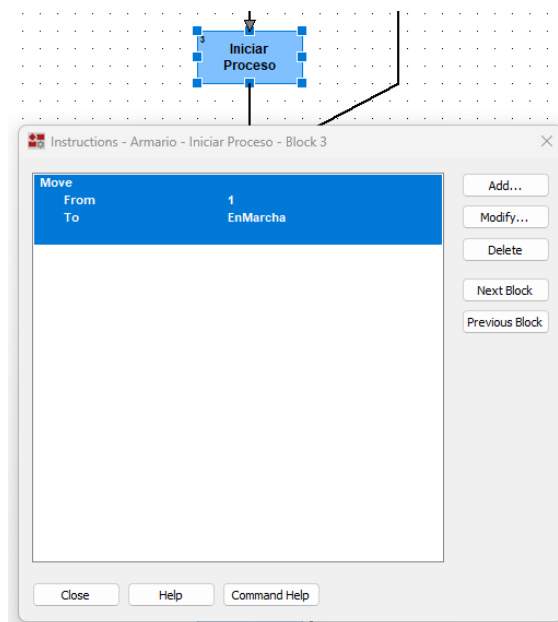 3
Iniciar
Proceso
Instructions - Armario - Iniciar Proceso - Block 3
Move
From 1
To EnMarcha
Add...
Modify...
Delete
Next Block
Previous Block
Close Help Command Help